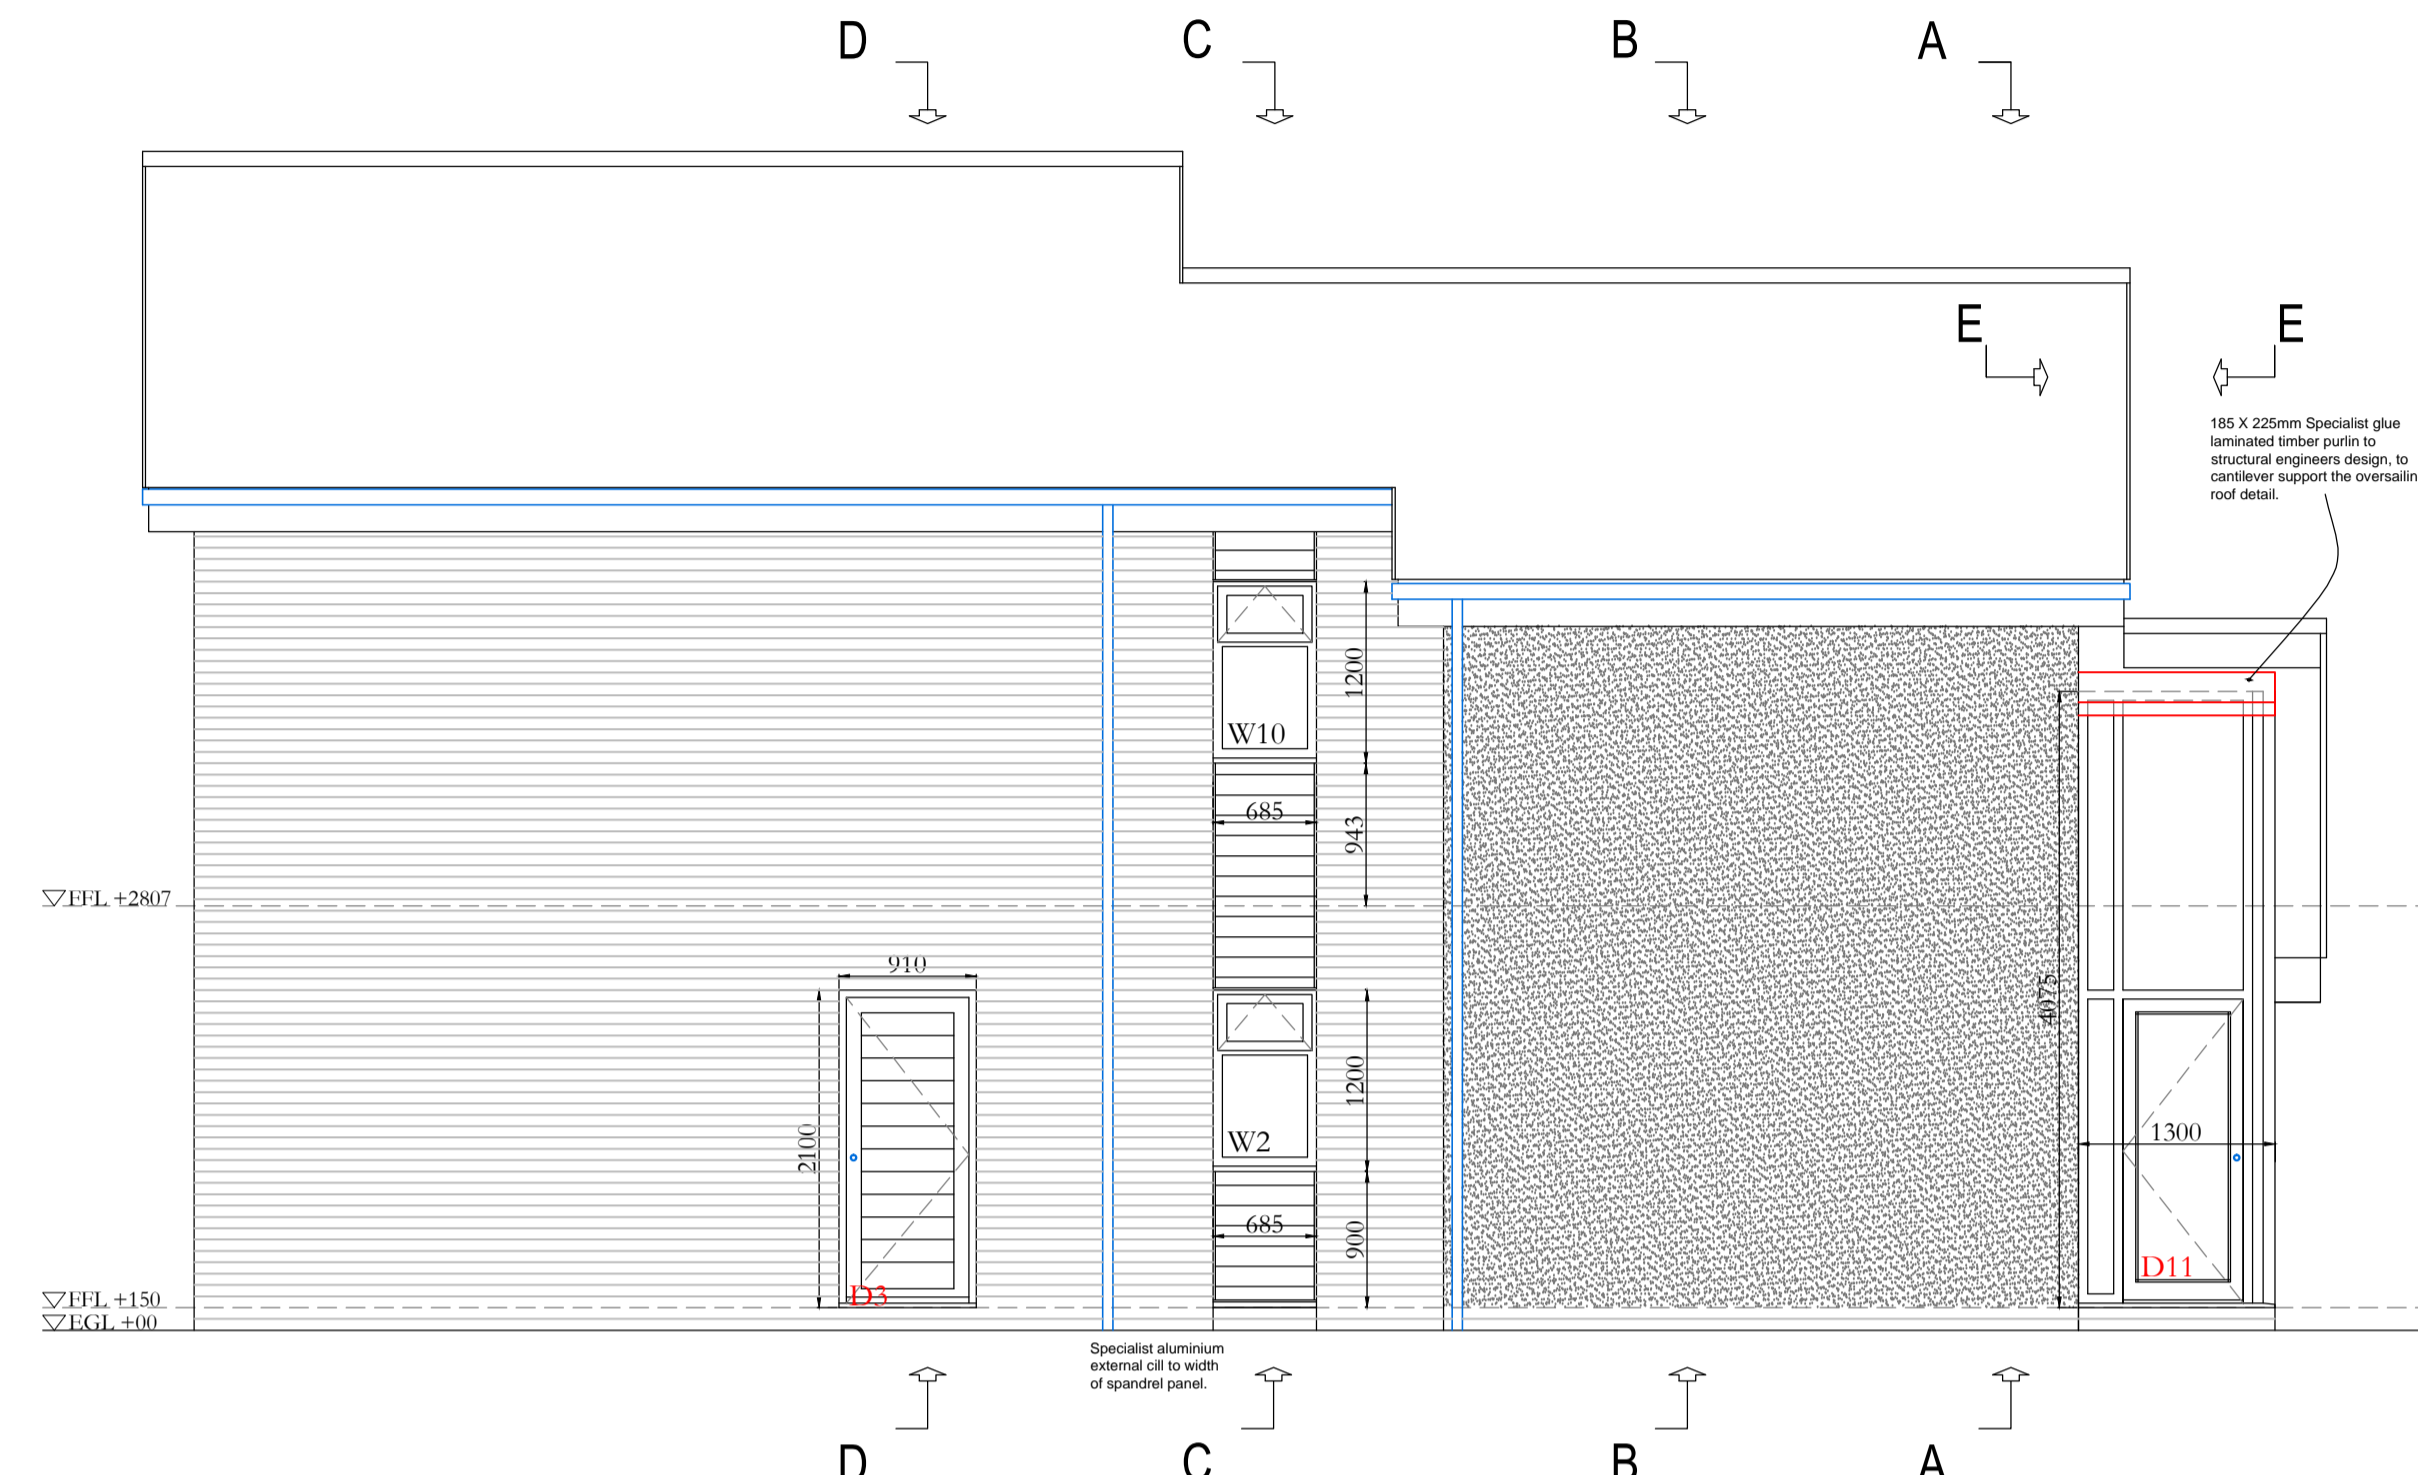 D
C
B
A
E
E
185 X 225mm Specialist glue
laminated timber purlin to
structural engineers design, to
cantilever support the oversailin
roof detail.
1200
W10
685
943
FFL +2807
910
4075
1200
2100
1300
W2
685
900
D11
D3
FFL +150
EGL +00
Specialist aluminium
external cill to width
of spandrel panel.
D
C
B
A